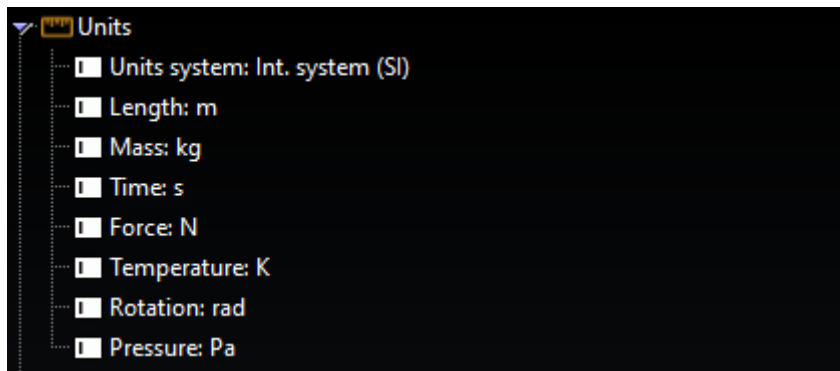 Units
Units system: Int. system (SI)
Length: m
Mass: kg
Time: s
Force: N
Temperature: K
Rotation: rad
Pressure: Pa